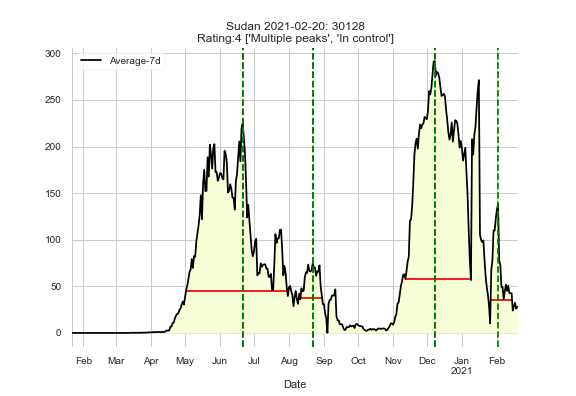 Sudan 2021-02-20: 30128
Rating:4 ['Multiple peaks', 'In control']
Average-7d
300
250
200
150
100
50
0
Feb Mar Apr May Jun Jul Aug Sep Oct Nov Dec Jan Feb
2021
Date